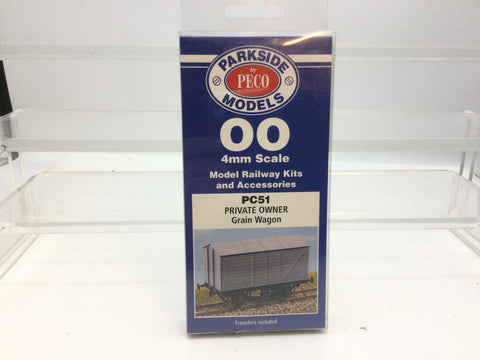 PARKSIDE
by
PECO
MODELS
OO
4mm Scale
Model Railway Kits
and Accessories
PC51
PRIVATE OWNER
Grain Wagon
Transfers included